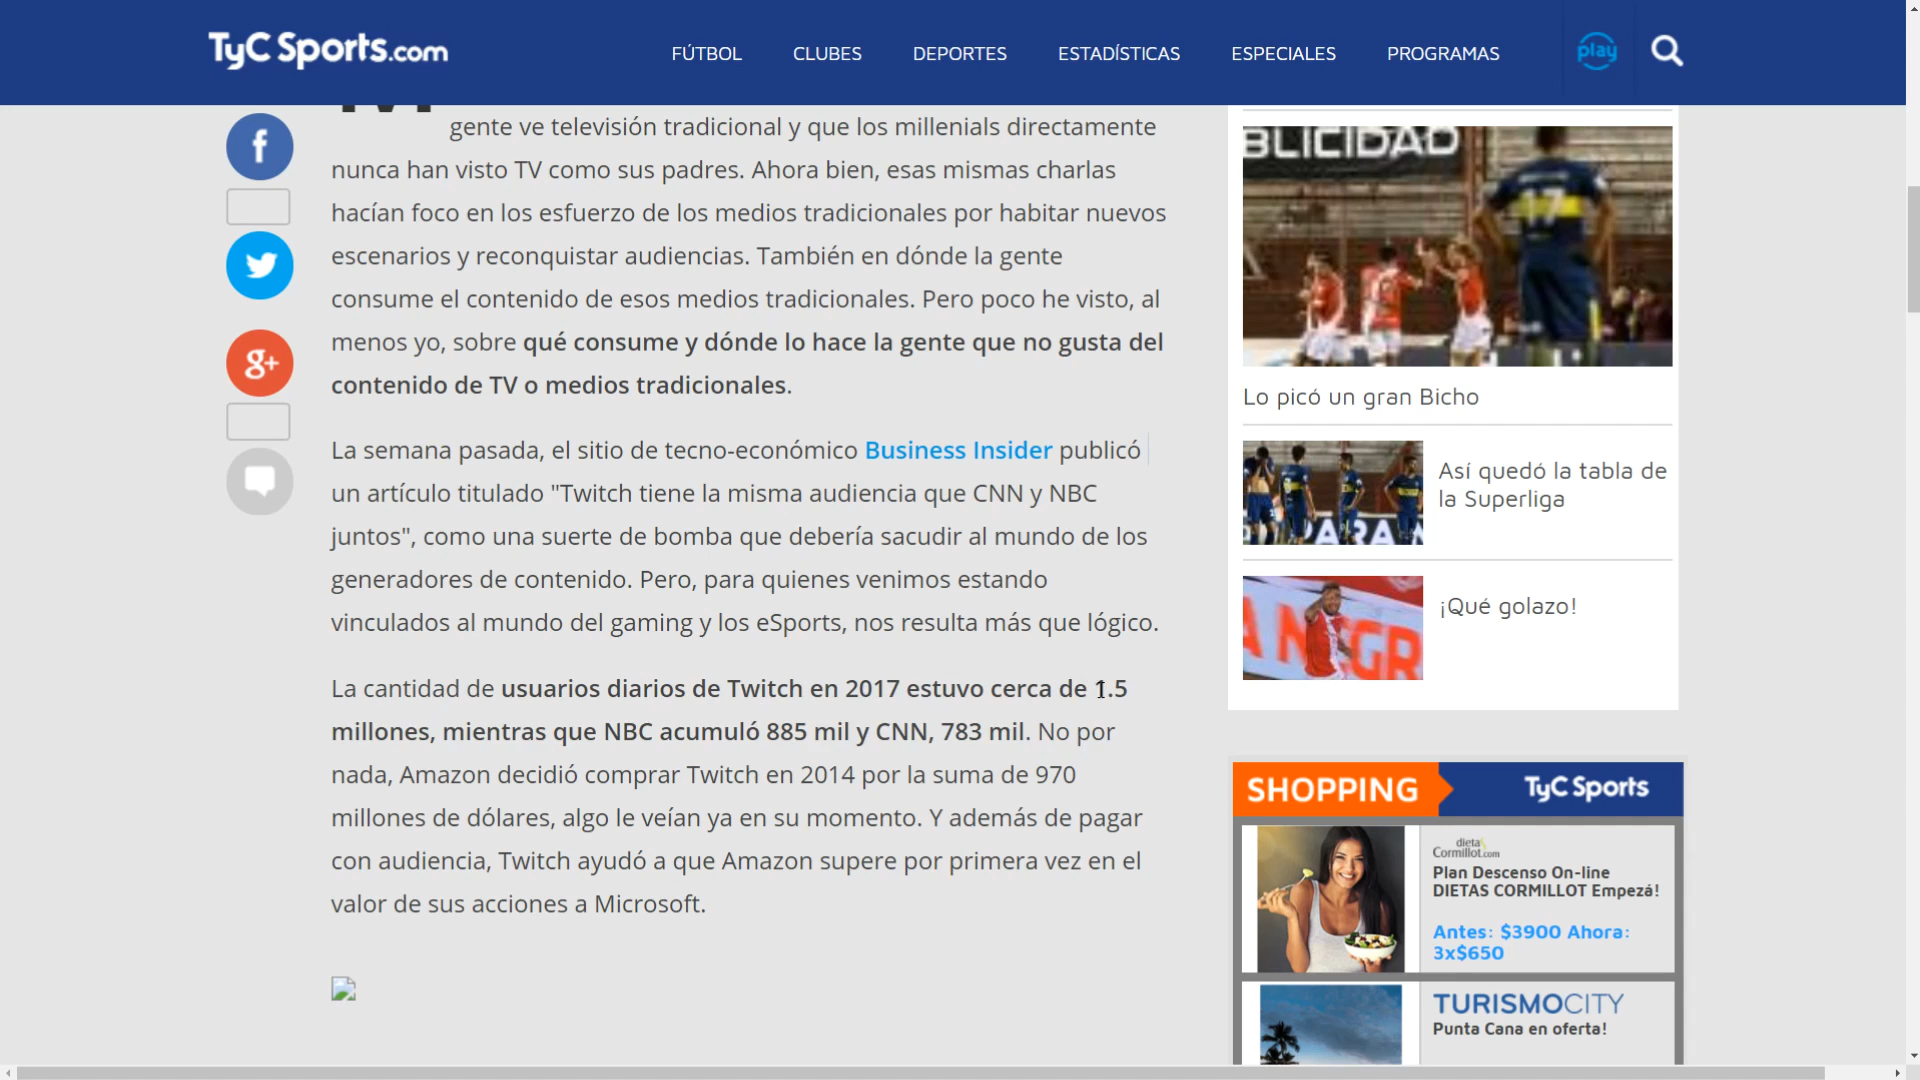 TyC Sports.com
FÚTBOL
CLUBES
DEPORTES
ESTADÍSTICAS
ESPECIALES
PROGRAMAS
play
gente ve televisión tradicional y que los millenials directamente
nunca han visto TV como sus padres. Ahora bien, esas mismas charlas
hacían foco en los esfuerzo de los medios tradicionales por habitar nuevos
escenarios y reconquistar audiencias. También en dónde la gente
consume el contenido de esos medios tradicionales. Pero poco he visto, al
menos yo, sobre qué consume y dónde lo hace la gente que no gusta del
contenido de TV o medios tradicionales.
La semana pasada, el sitio de tecno-económico Business Insider publicó
un artículo titulado "Twitch tiene la misma audiencia que CNN y NBC
juntos", como una suerte de bomba que debería sacudir al mundo de los
generadores de contenido. Pero, para quienes venimos estando
vinculados al mundo del gaming y los eSports, nos resulta más que lógico.
La cantidad de usuarios diarios de Twitch en 2017 estuvo cerca de 1.5
millones, mientras que NBC acumuló 885 mil y CNN, 783 mil. No por
nada, Amazon decidió comprar Twitch en 2014 por la suma de 970
millones de dólares, algo le veían ya en su momento. Y además de pagar
con audiencia, Twitch ayudó a que Amazon supere por primera vez en el
valor de sus acciones a Microsoft.
f
g+
BLICIDAD
17
Lo picó un gran Bicho
PARA
Así quedó la tabla de
la Superliga
A NEGR
¡Qué golazo!
SHOPPING
TyC Sports
dieta
Cormillot.com
Plan Descenso On-line
DIETAS CORMILLOT Empezá!
Antes: $3900 Ahora:
3x$650
TURISMOCITY
Punta Cana en oferta!